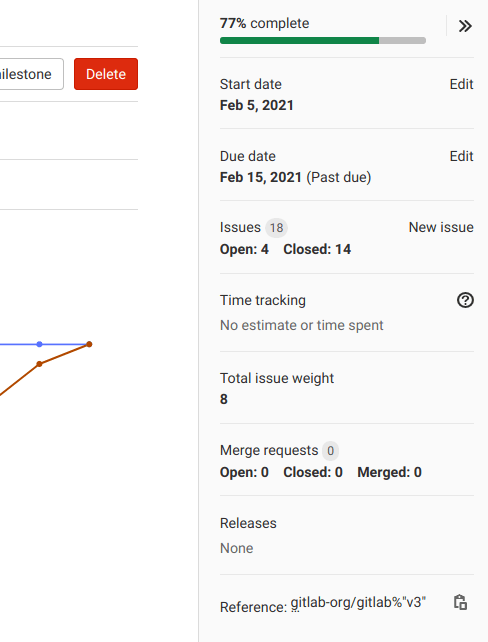 77% complete
ilestone
Delete
Start date
Edit
Feb 5, 2021
Due date
Edit
Feb 15, 2021 (Past due)
Issues 18
New issue
Open: 4 Closed: 14
Time tracking
No estimate or time spent
Total issue weight
8
Merge requests 0
Open: 0 Closed: 0 Merged: 0
Releases
None
Reference: gitlab-org/gitlab%"v3"